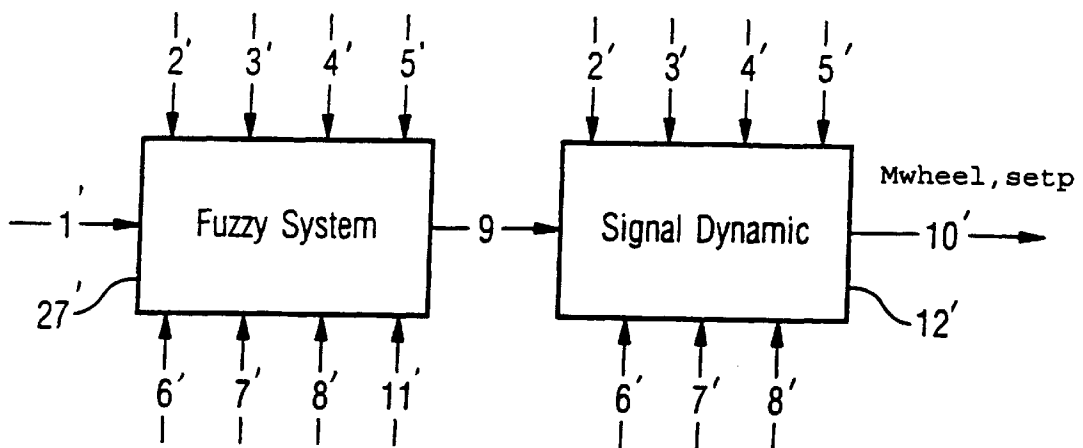 2' 3' 4' 5' 2' 3' 4' 5'
Mwheel,setp
1' Fuzzy System 9 Signal Dynamic 10'
27' 12'
6' 7' 8' 11' 6' 7' 8'